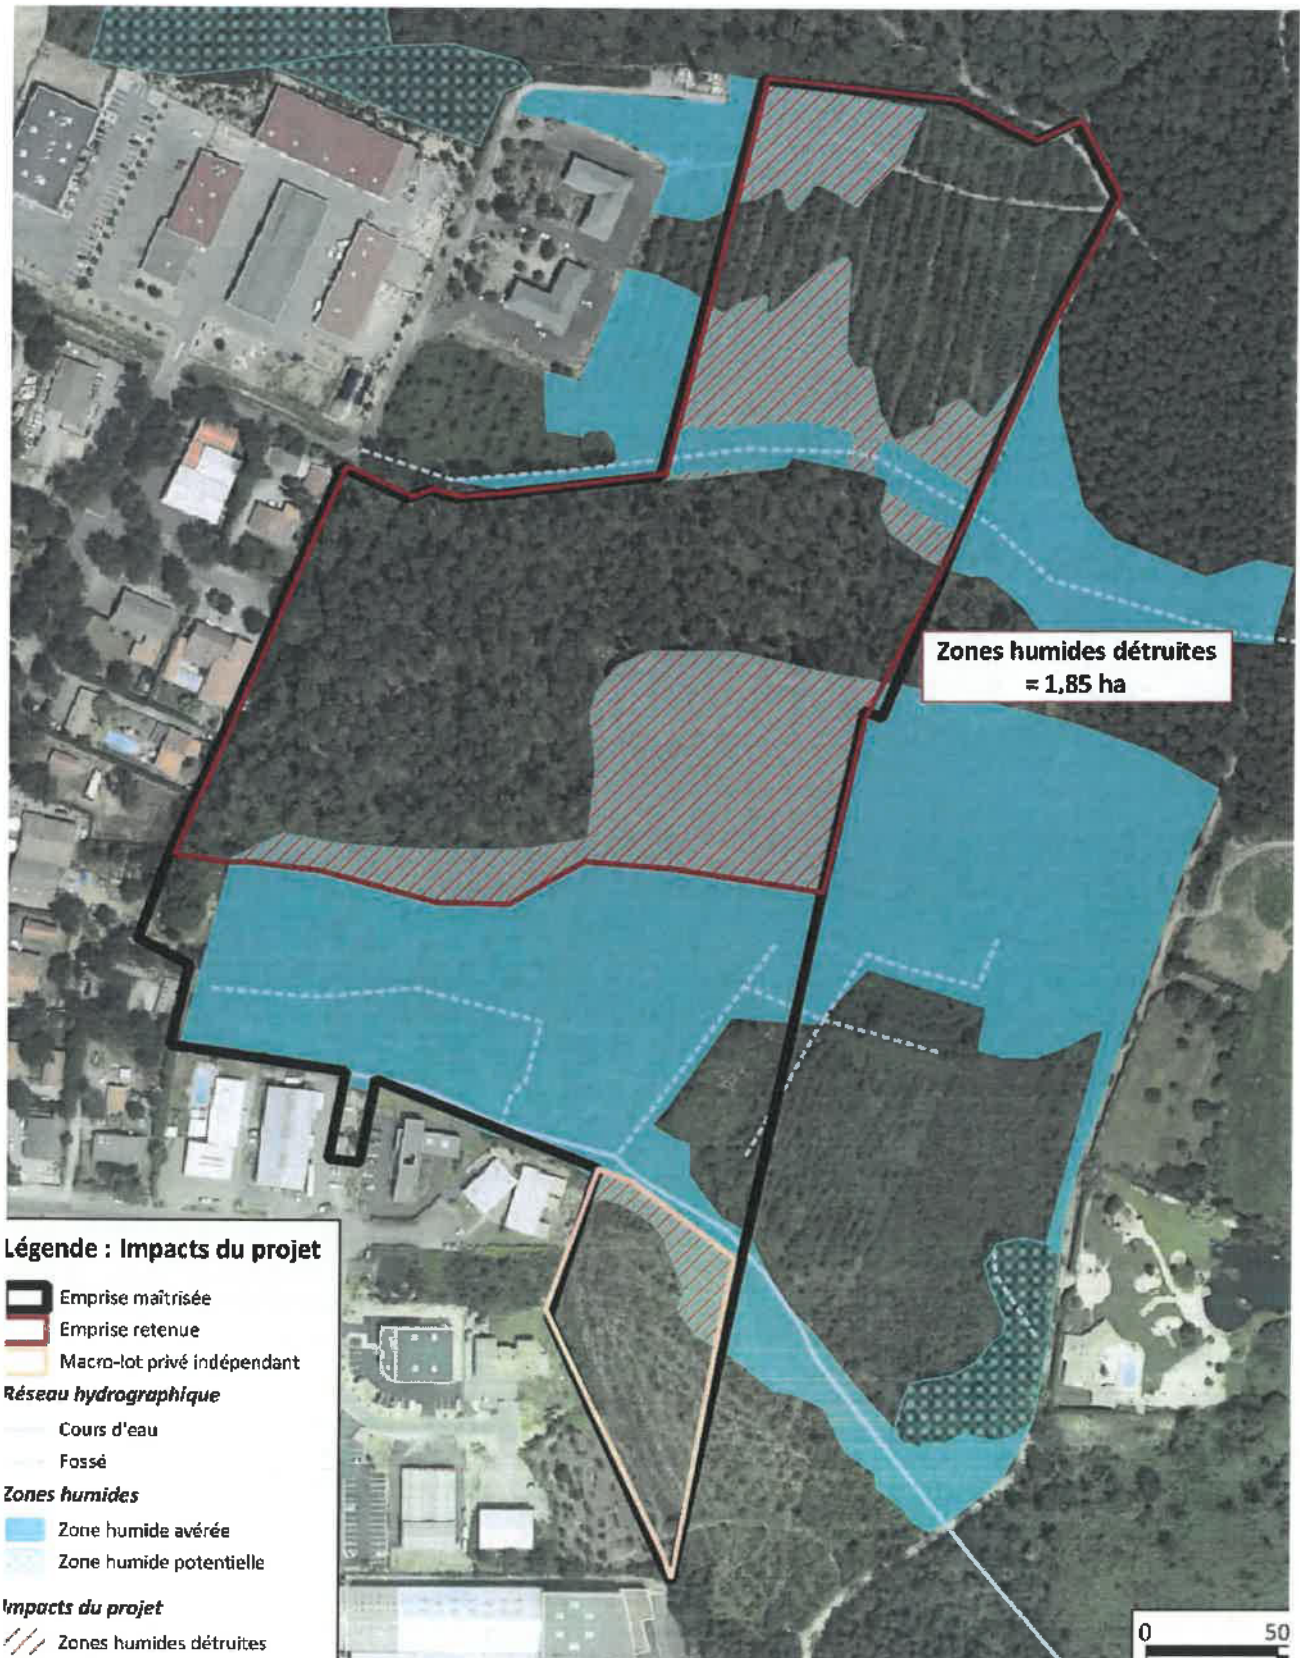 Zones humides détruites
= 1,85 ha
Légende : Impacts du projet
Emprise maîtrisée
Emprise retenue
Macro-lot privé indépendant
Réseau hydrographique
Cours d'eau
Fossé
Zones humides
Zone humide avérée
Zone humide potentielle
Impacts du projet
Zones humides détruites
0 50